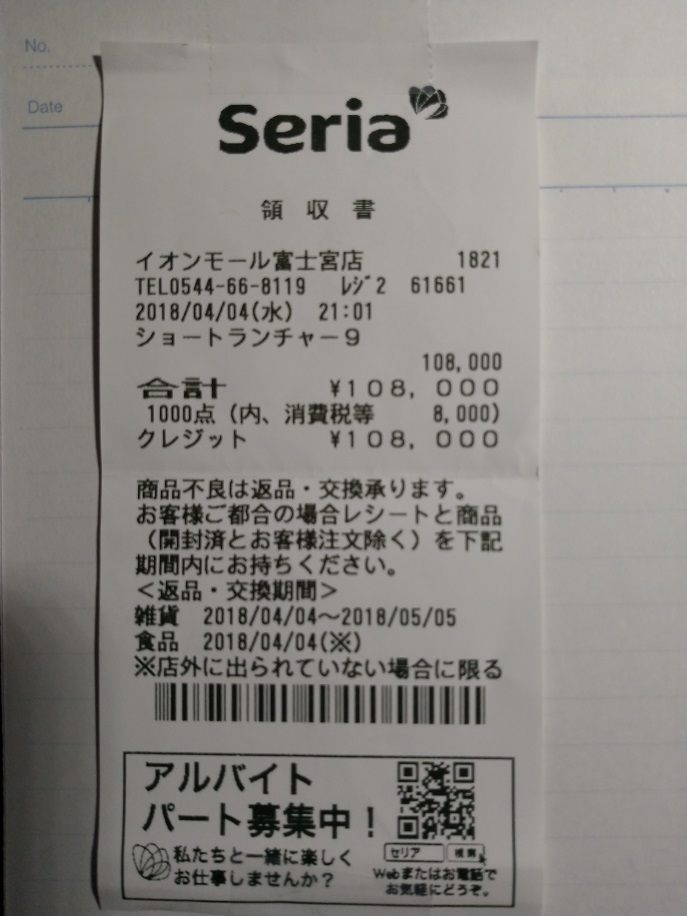 No.
Date
Seria
領収書
イオンモール富士宮店 1821
TEL0544-66-8119 ﾚｼﾞ2 61661
2018/04/04(水) 21:01
ショートランチャー9
108,000
合計 ¥108,000
1000点(内、消費税等 8,000)
クレジット ¥108,000
商品不良は返品・交換承ります。
お客様ご都合の場合レシートと商品
(開封済とお客様注文除く)を下記
期間内にお持ちください。
<返品・交換期間>
雑貨 2018/04/04~2018/05/05
食品 2018/04/04(※)
※店外に出られていない場合に限る
アルバイト
パート募集中!
私たちと一緒に楽しく
お仕事しませんか?
セリア 検索
Webまたはお電話で
お気軽にどうぞ。